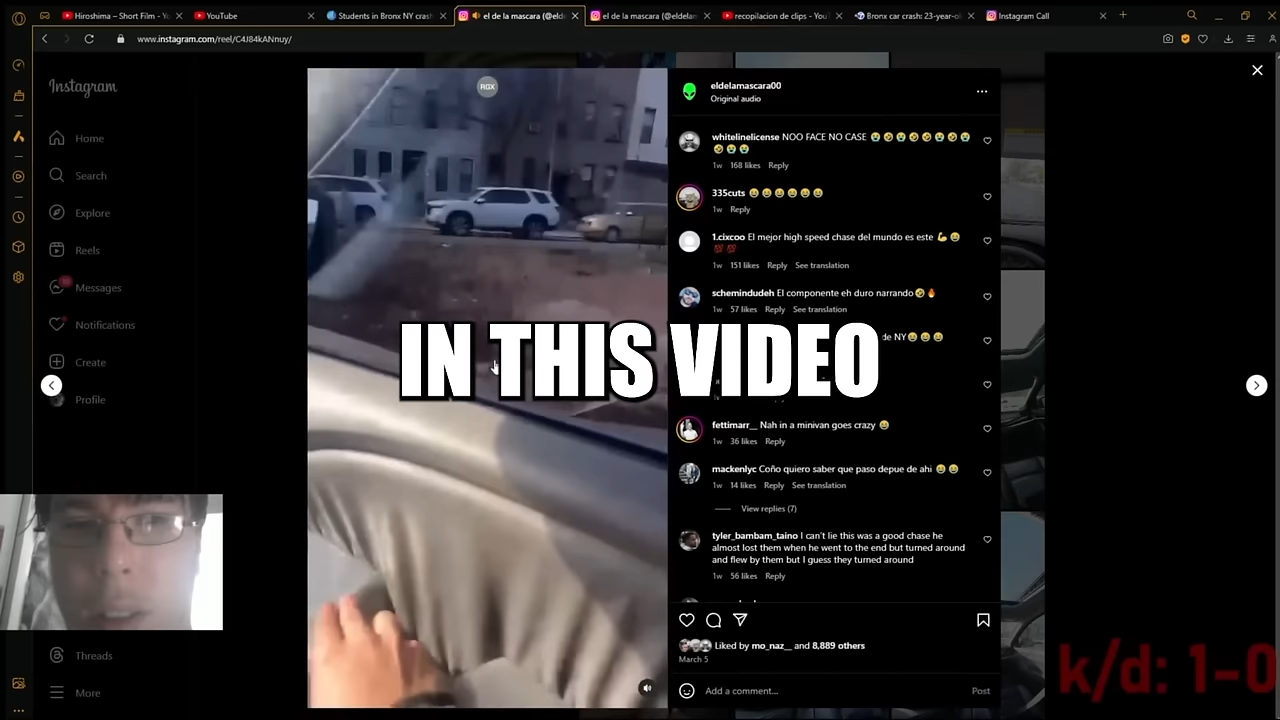 Hiroshima – Short Film - Yo
YouTube
Students in Bronx NY crash
el de la mascara (@elde
el de la mascara (@eldelam
recopilacion de clips - YouT
Bronx car crash: 23-year-ol
Instagram Call
www.instagram.com/reel/C4J84kANnuy/
Instagram
Home
Search
Explore
Reels
Messages
Notifications
Create
Profile
Threads
More
RGX
eldelamascara00
Original audio
whitelinelicense NOO FACE NO CASE 😭🤣😭🤣🤣😭🤣😭
🤣😭😭
1w 168 likes Reply
335cuts 😆😆😆😆😆😆
1w Reply
1.cixcoo El mejor high speed chase del mundo es este 💪😆
💯💯
1w 151 likes Reply See translation
schemindudeh El componente eh duro narrando🤣🔥
1w 57 likes Reply See translation
de NY😆😆😆
IN THIS VIDEO
fettimarr__ Nah in a minivan goes crazy 😆
1w 36 likes Reply
mackenlyc Coño quiero saber que paso depue de ahi 😆😆
1w 14 likes Reply See translation
View replies (7)
tyler_bambam_taino I can't lie this was a good chase he
almost lost them when he went to the end but turned around
and flew by them but I guess they turned around
1w 56 likes Reply
Liked by mo_naz__ and 8,889 others
March 5
Add a comment...
Post
k/d: 1-0